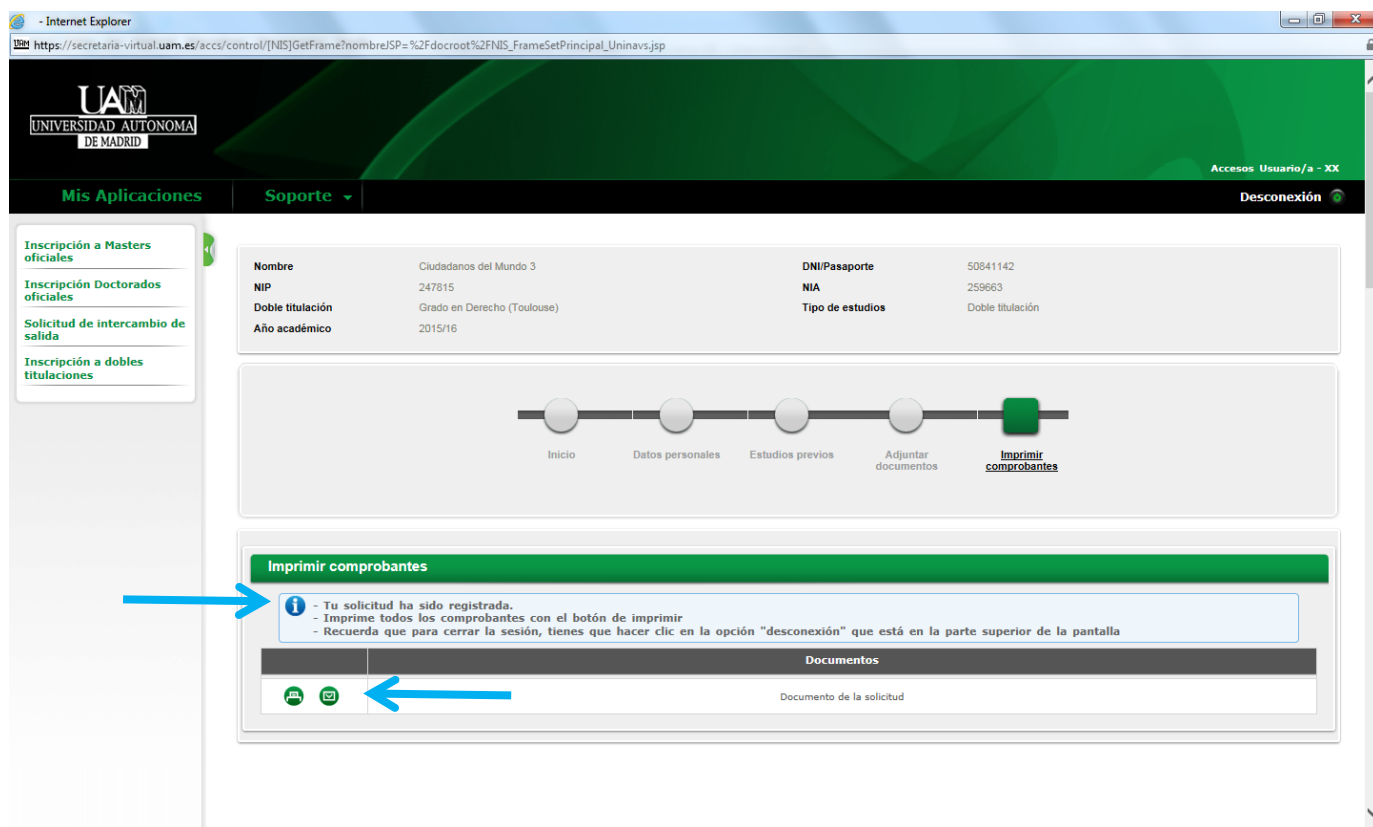 - Internet Explorer
https://secretaria-virtual.uam.es/accs/control/[NIS]GetFrame?nombreJSP=%2Fdocroot%2FNIS_FrameSetPrincipal_Uninavs.jsp
UAM
UNIVERSIDAD AUTONOMA
DE MADRID
Accesos Usuario/a - XX
Mis Aplicaciones Soporte Desconexión
Inscripción a Masters
oficiales
Inscripción Doctorados
oficiales
Solicitud de intercambio de
salida
Inscripción a dobles
titulaciones
Nombre Ciudadanos del Mundo 3 DNI/Pasaporte 50841142
NIP 247815 NIA 259663
Doble titulación Grado en Derecho (Toulouse) Tipo de estudios Doble titulación
Año académico 2015/16
Inicio Datos personales Estudios previos Adjuntar documentos Imprimir comprobantes
Imprimir comprobantes
- Tu solicitud ha sido registrada.
- Imprime todos los comprobantes con el botón de imprimir
- Recuerda que para cerrar la sesión, tienes que hacer clic en la opción "desconexión" que está en la parte superior de la pantalla
Documentos
Documento de la solicitud